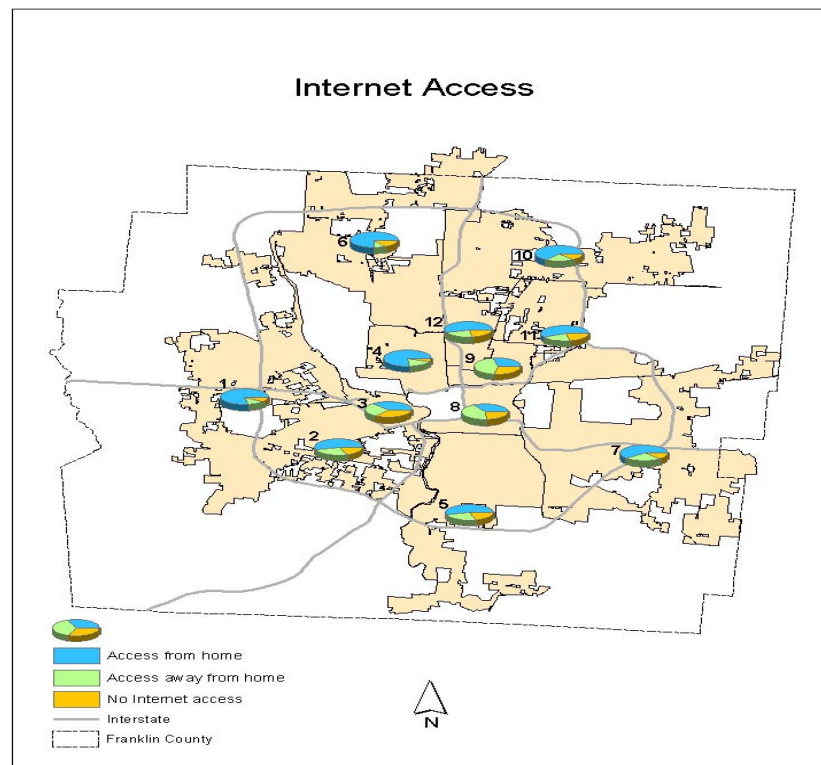 Internet Access
6
10
12
11
4
9
1
3
8
2
7
5
Access from home
Access away from home
No Internet access
Interstate
Franklin County
N